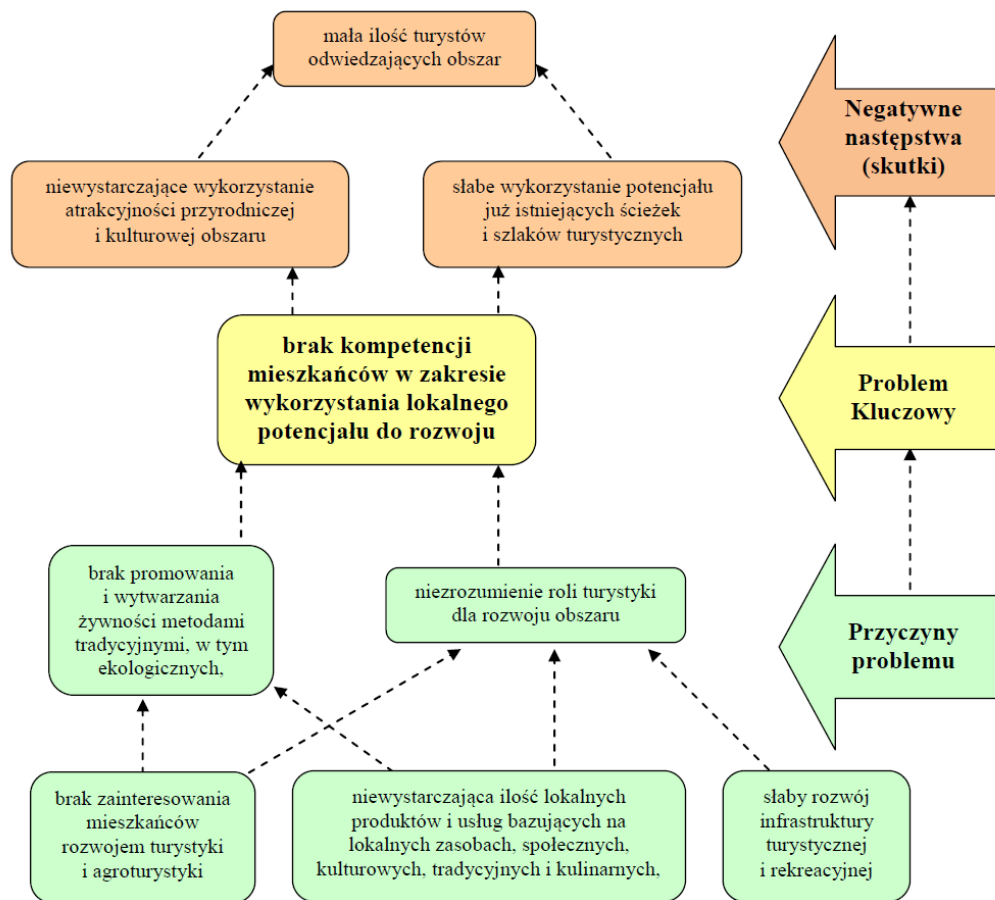 mała ilość turystów
odwiedzających obszar
Negatywne
następstwa
(skutki)
niewystarczające wykorzystanie
atrakcyjności przyrodniczej
i kulturowej obszaru
słabe wykorzystanie potencjału
już istniejących ścieżek
i szlaków turystycznych
brak kompetencji
mieszkańców w zakresie
wykorzystania lokalnego
potencjału do rozwoju
Problem
Kluczowy
brak promowania
i wytwarzania
żywności metodami
tradycyjnymi, w tym
ekologicznych,
niezrozumienie roli turystyki
dla rozwoju obszaru
Przyczyny
problemu
brak zainteresowania
mieszkańców
rozwojem turystyki
i agroturystyki
niewystarczająca ilość lokalnych
produktów i usług bazujących na
lokalnych zasobach, społecznych,
kulturowych, tradycyjnych i kulinarnych,
słaby rozwój
infrastruktury
turystycznej
i rekreacyjnej